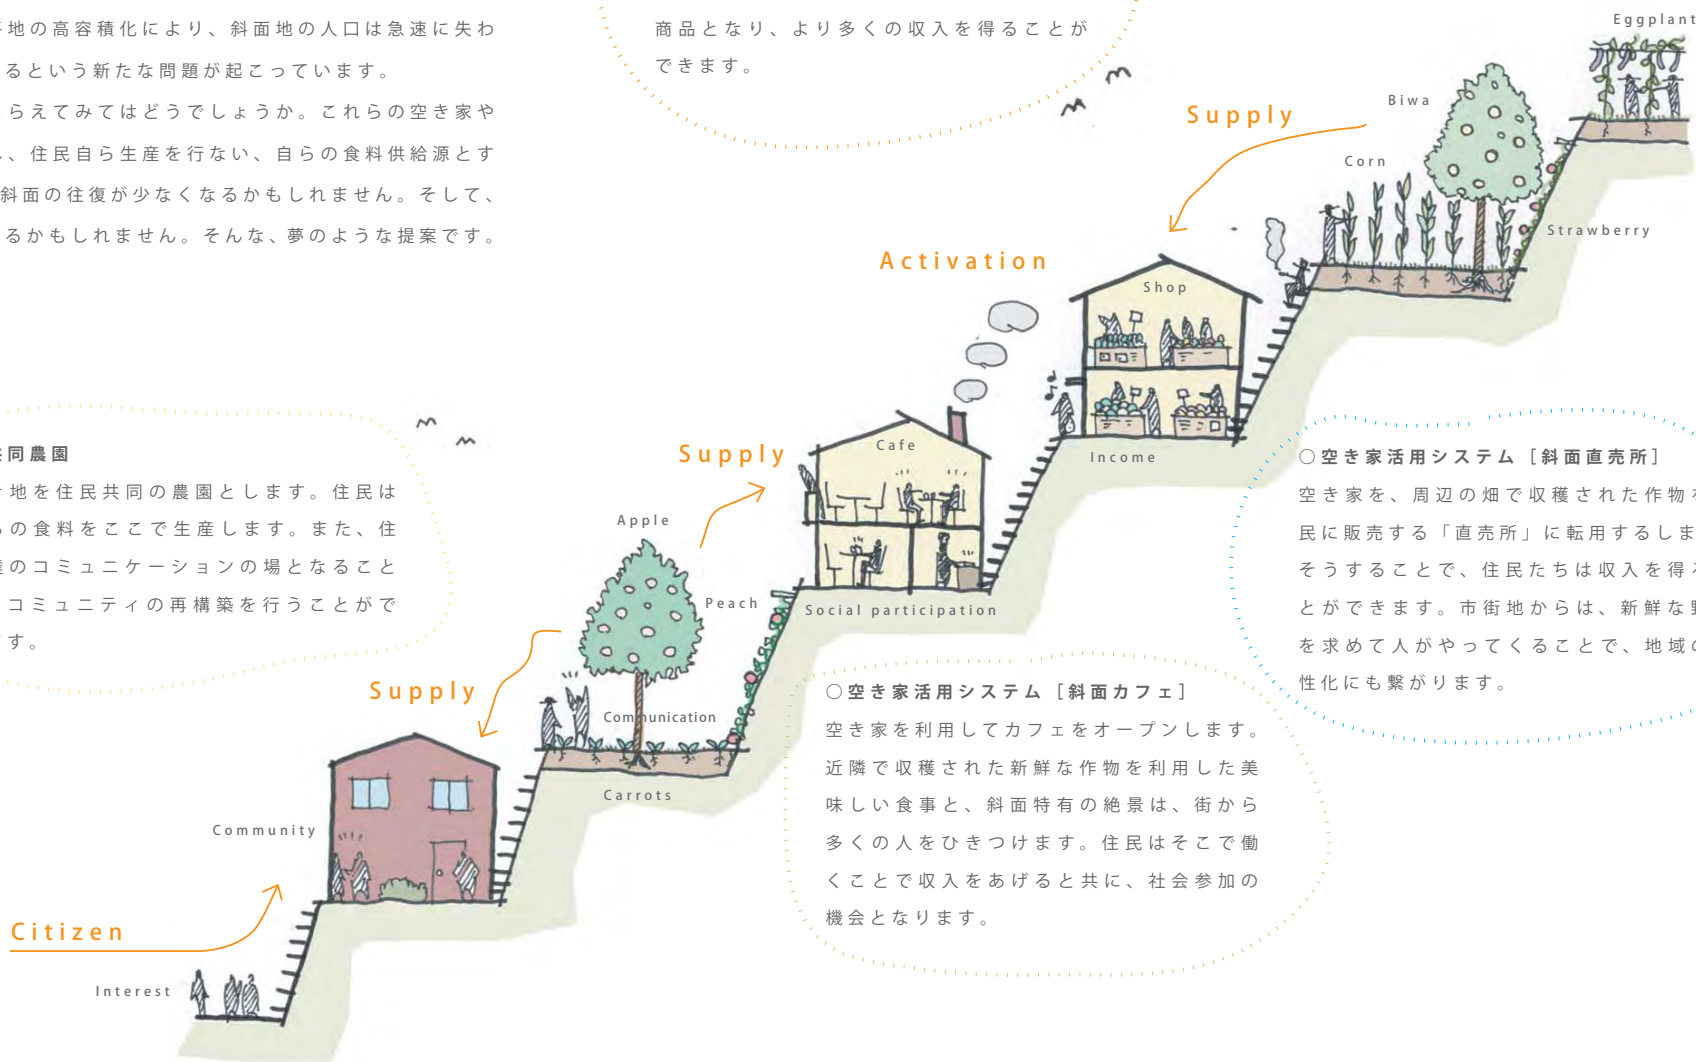 地の高容積化により、斜面地の人口は急速に失わ
るという新たな問題が起こっています。
らえてみてはどうでしょうか。これらの空き家や
、住民自ら生産を行ない、自らの食料供給源とす
斜面の往復が少なくなるかもしれません。そして、
るかもしれません。そんな、夢のような提案です。
商品となり、より多くの収入を得ることが
できます。
Eggplant
Biwa
Supply
Corn
Strawberry
Activation
Shop
Income
Supply
Cafe
Social participation
Apple
Peach
Supply
Communication
Carrots
Community
Citizen
Interest
同農園
地を住民共同の農園とします。住民は
の食料をここで生産します。また、住
のコミュニケーションの場となること
コミュニティの再構築を行うことがで
す。
○空き家活用システム［斜面カフェ］
空き家を利用してカフェをオープンします。
近隣で収穫された新鮮な作物を利用した美
味しい食事と、斜面特有の絶景は、街から
多くの人をひきつけます。住民はそこで働
くことで収入をあげると共に、社会参加の
機会となります。
○空き家活用システム［斜面直売所］
空き家を、周辺の畑で収穫された作物を
民に販売する「直売所」に転用するしま
そうすることで、住民たちは収入を得る
とができます。市街地からは、新鮮な野
を求めて人がやってくることで、地域の
性化にも繋がります。